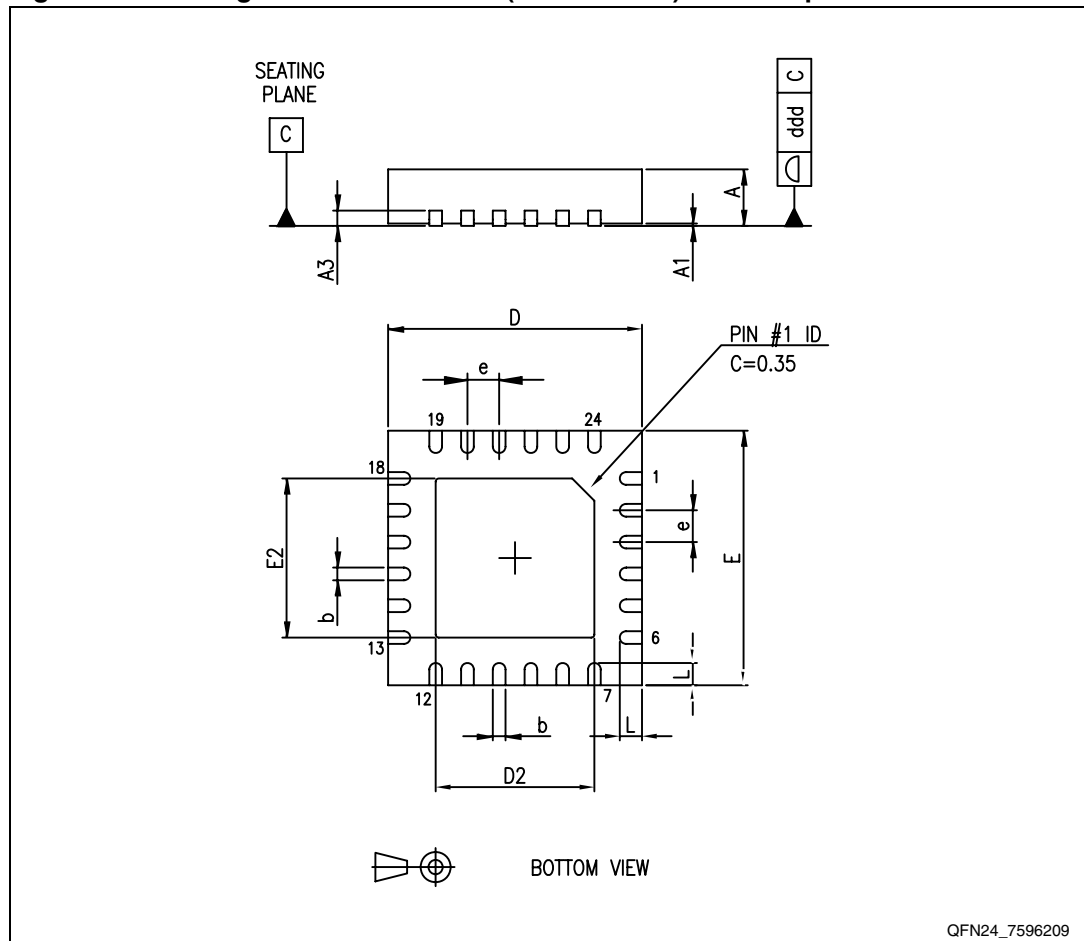 SEATING
PLANE
C
ddd C
A
A3
A1
D
PIN #1 ID
C=0.35
e
19
24
18
1
e
E2
E
b
6
13
L
12
7
b
L
D2
BOTTOM VIEW
QFN24_7596209